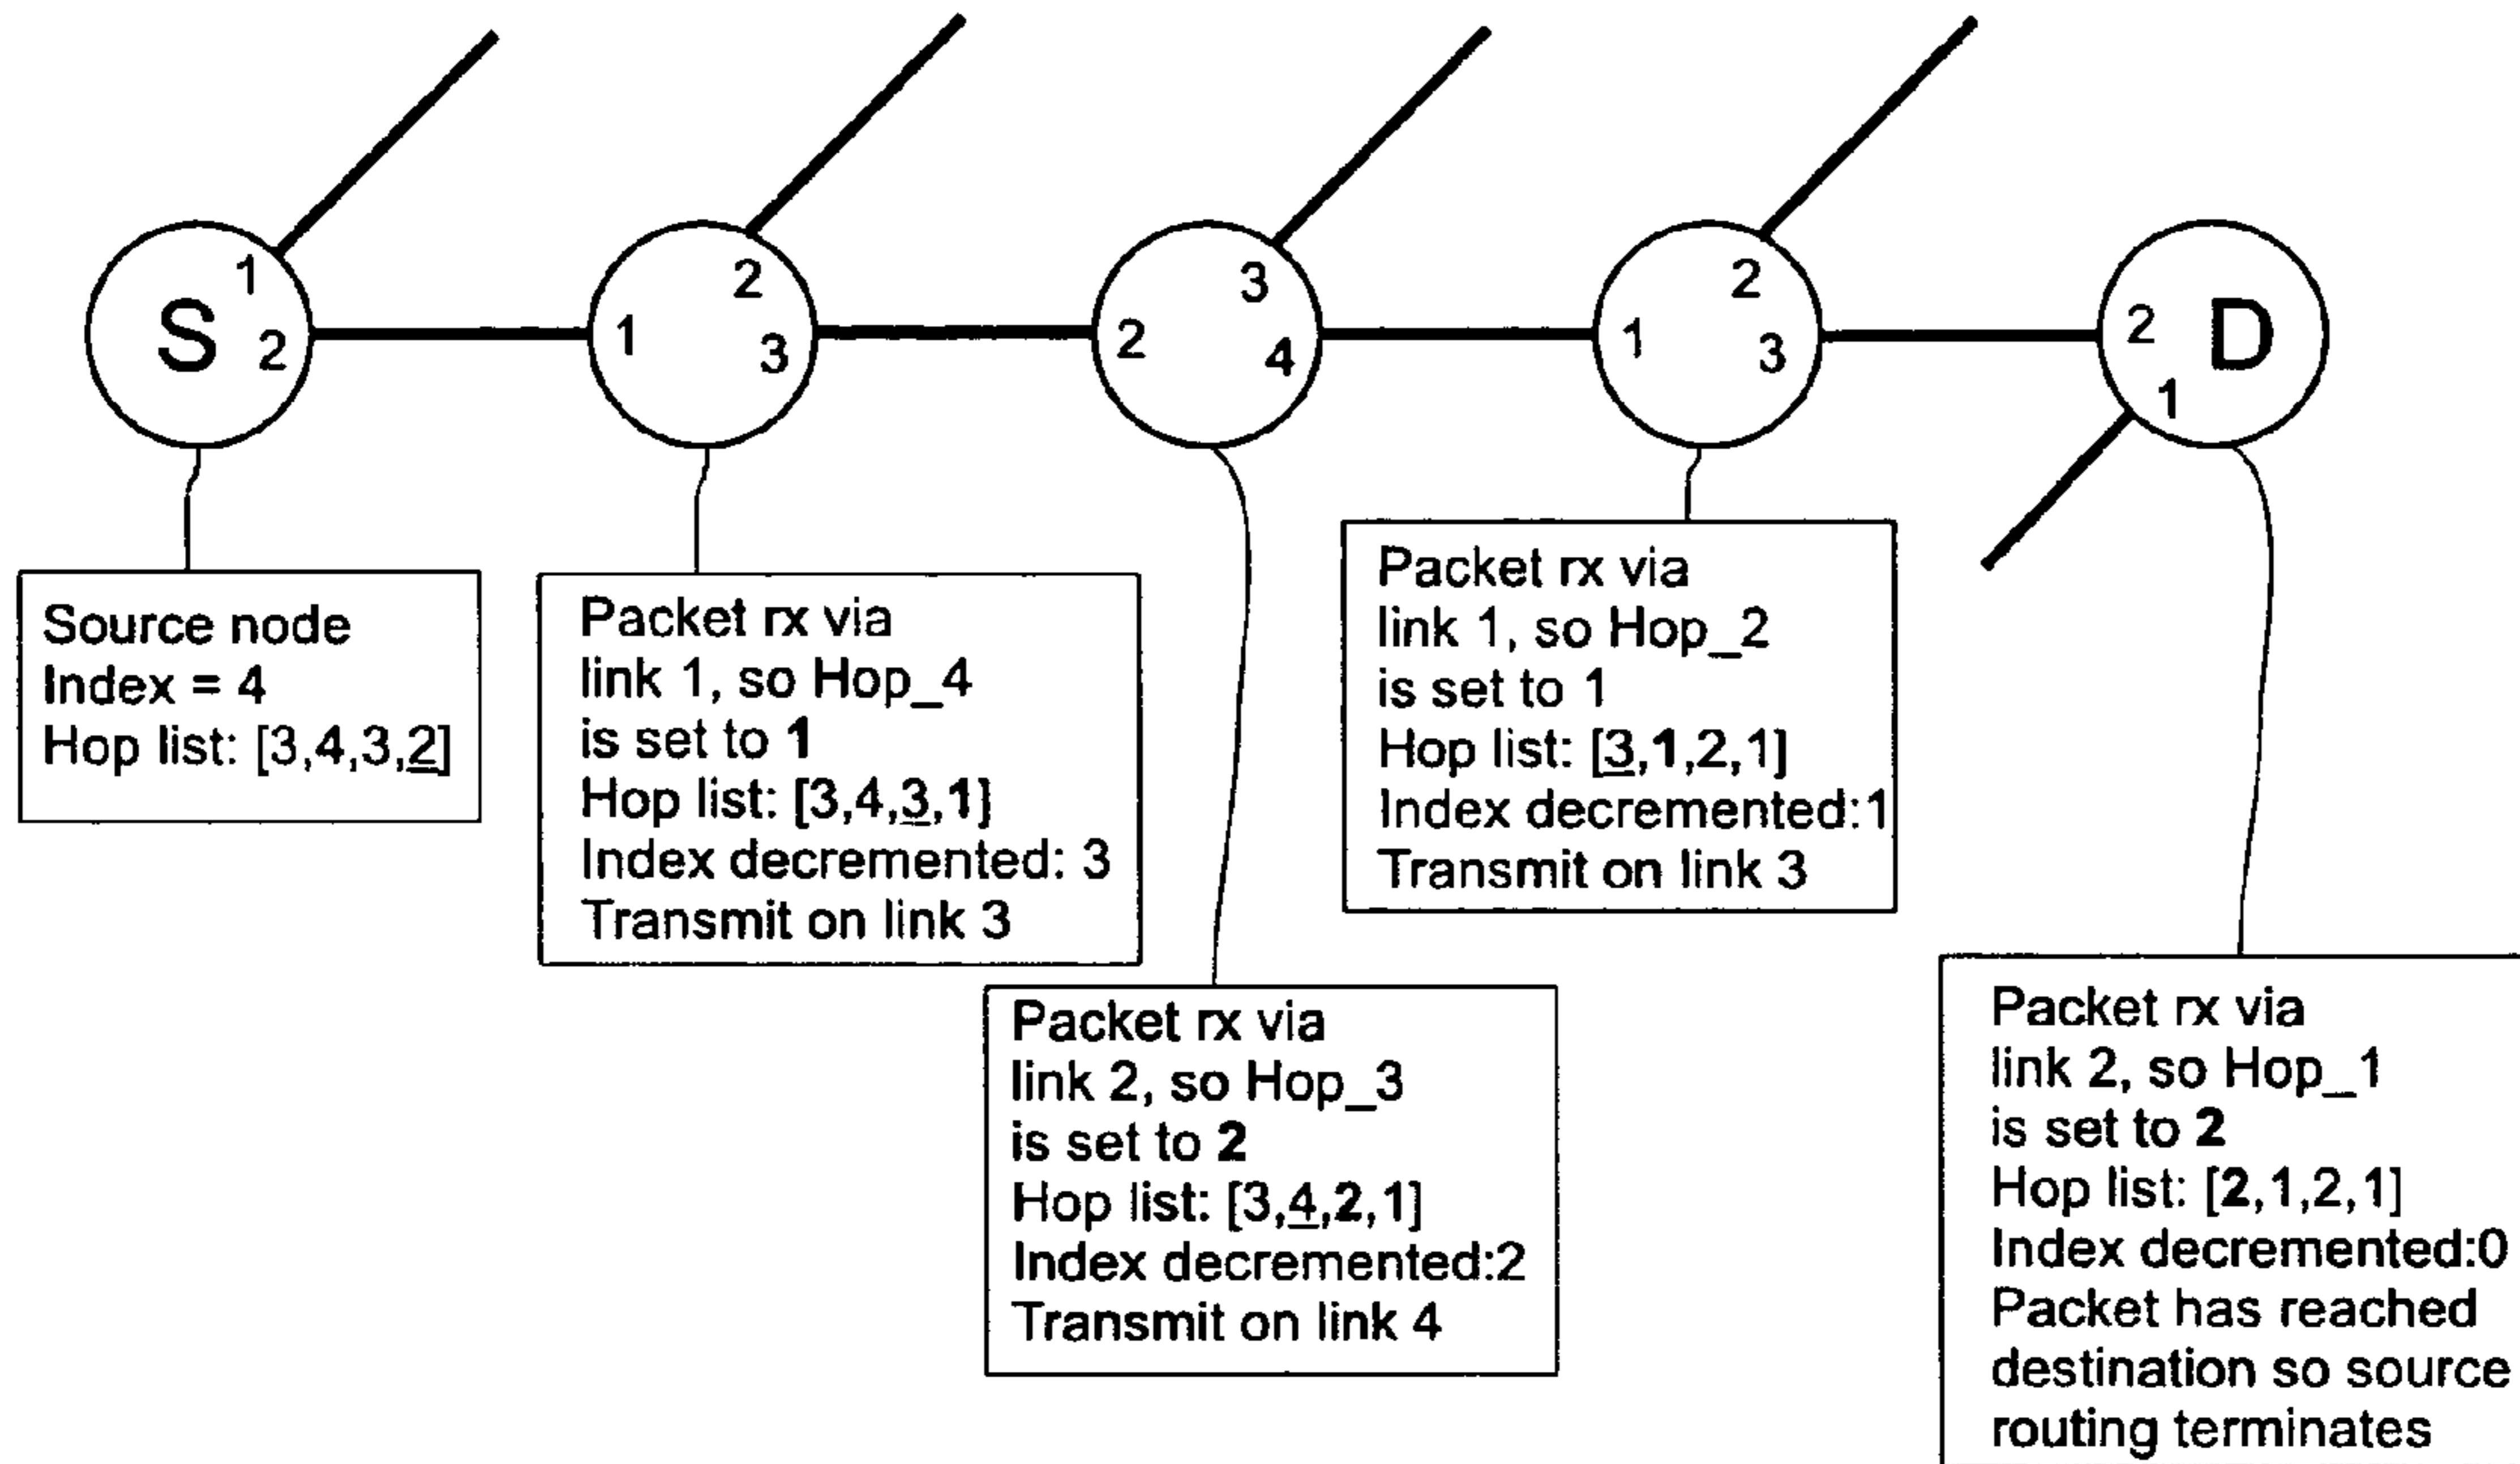 1
S
2
1
2
3
2
3
4
1
2
3
2
D
1
Source node
Index = 4
Hop list: [3,4,3,2]
Packet rx via
link 1, so Hop_4
is set to 1
Hop list: [3,4,3,1]
Index decremented: 3
Transmit on link 3
Packet rx via
link 2, so Hop_3
is set to 2
Hop list: [3,4,2,1]
Index decremented:2
Transmit on link 4
Packet rx via
link 1, so Hop_2
is set to 1
Hop list: [3,1,2,1]
Index decremented:1
Transmit on link 3
Packet rx via
link 2, so Hop_1
is set to 2
Hop list: [2,1,2,1]
Index decremented:0
Packet has reached
destination so source
routing terminates